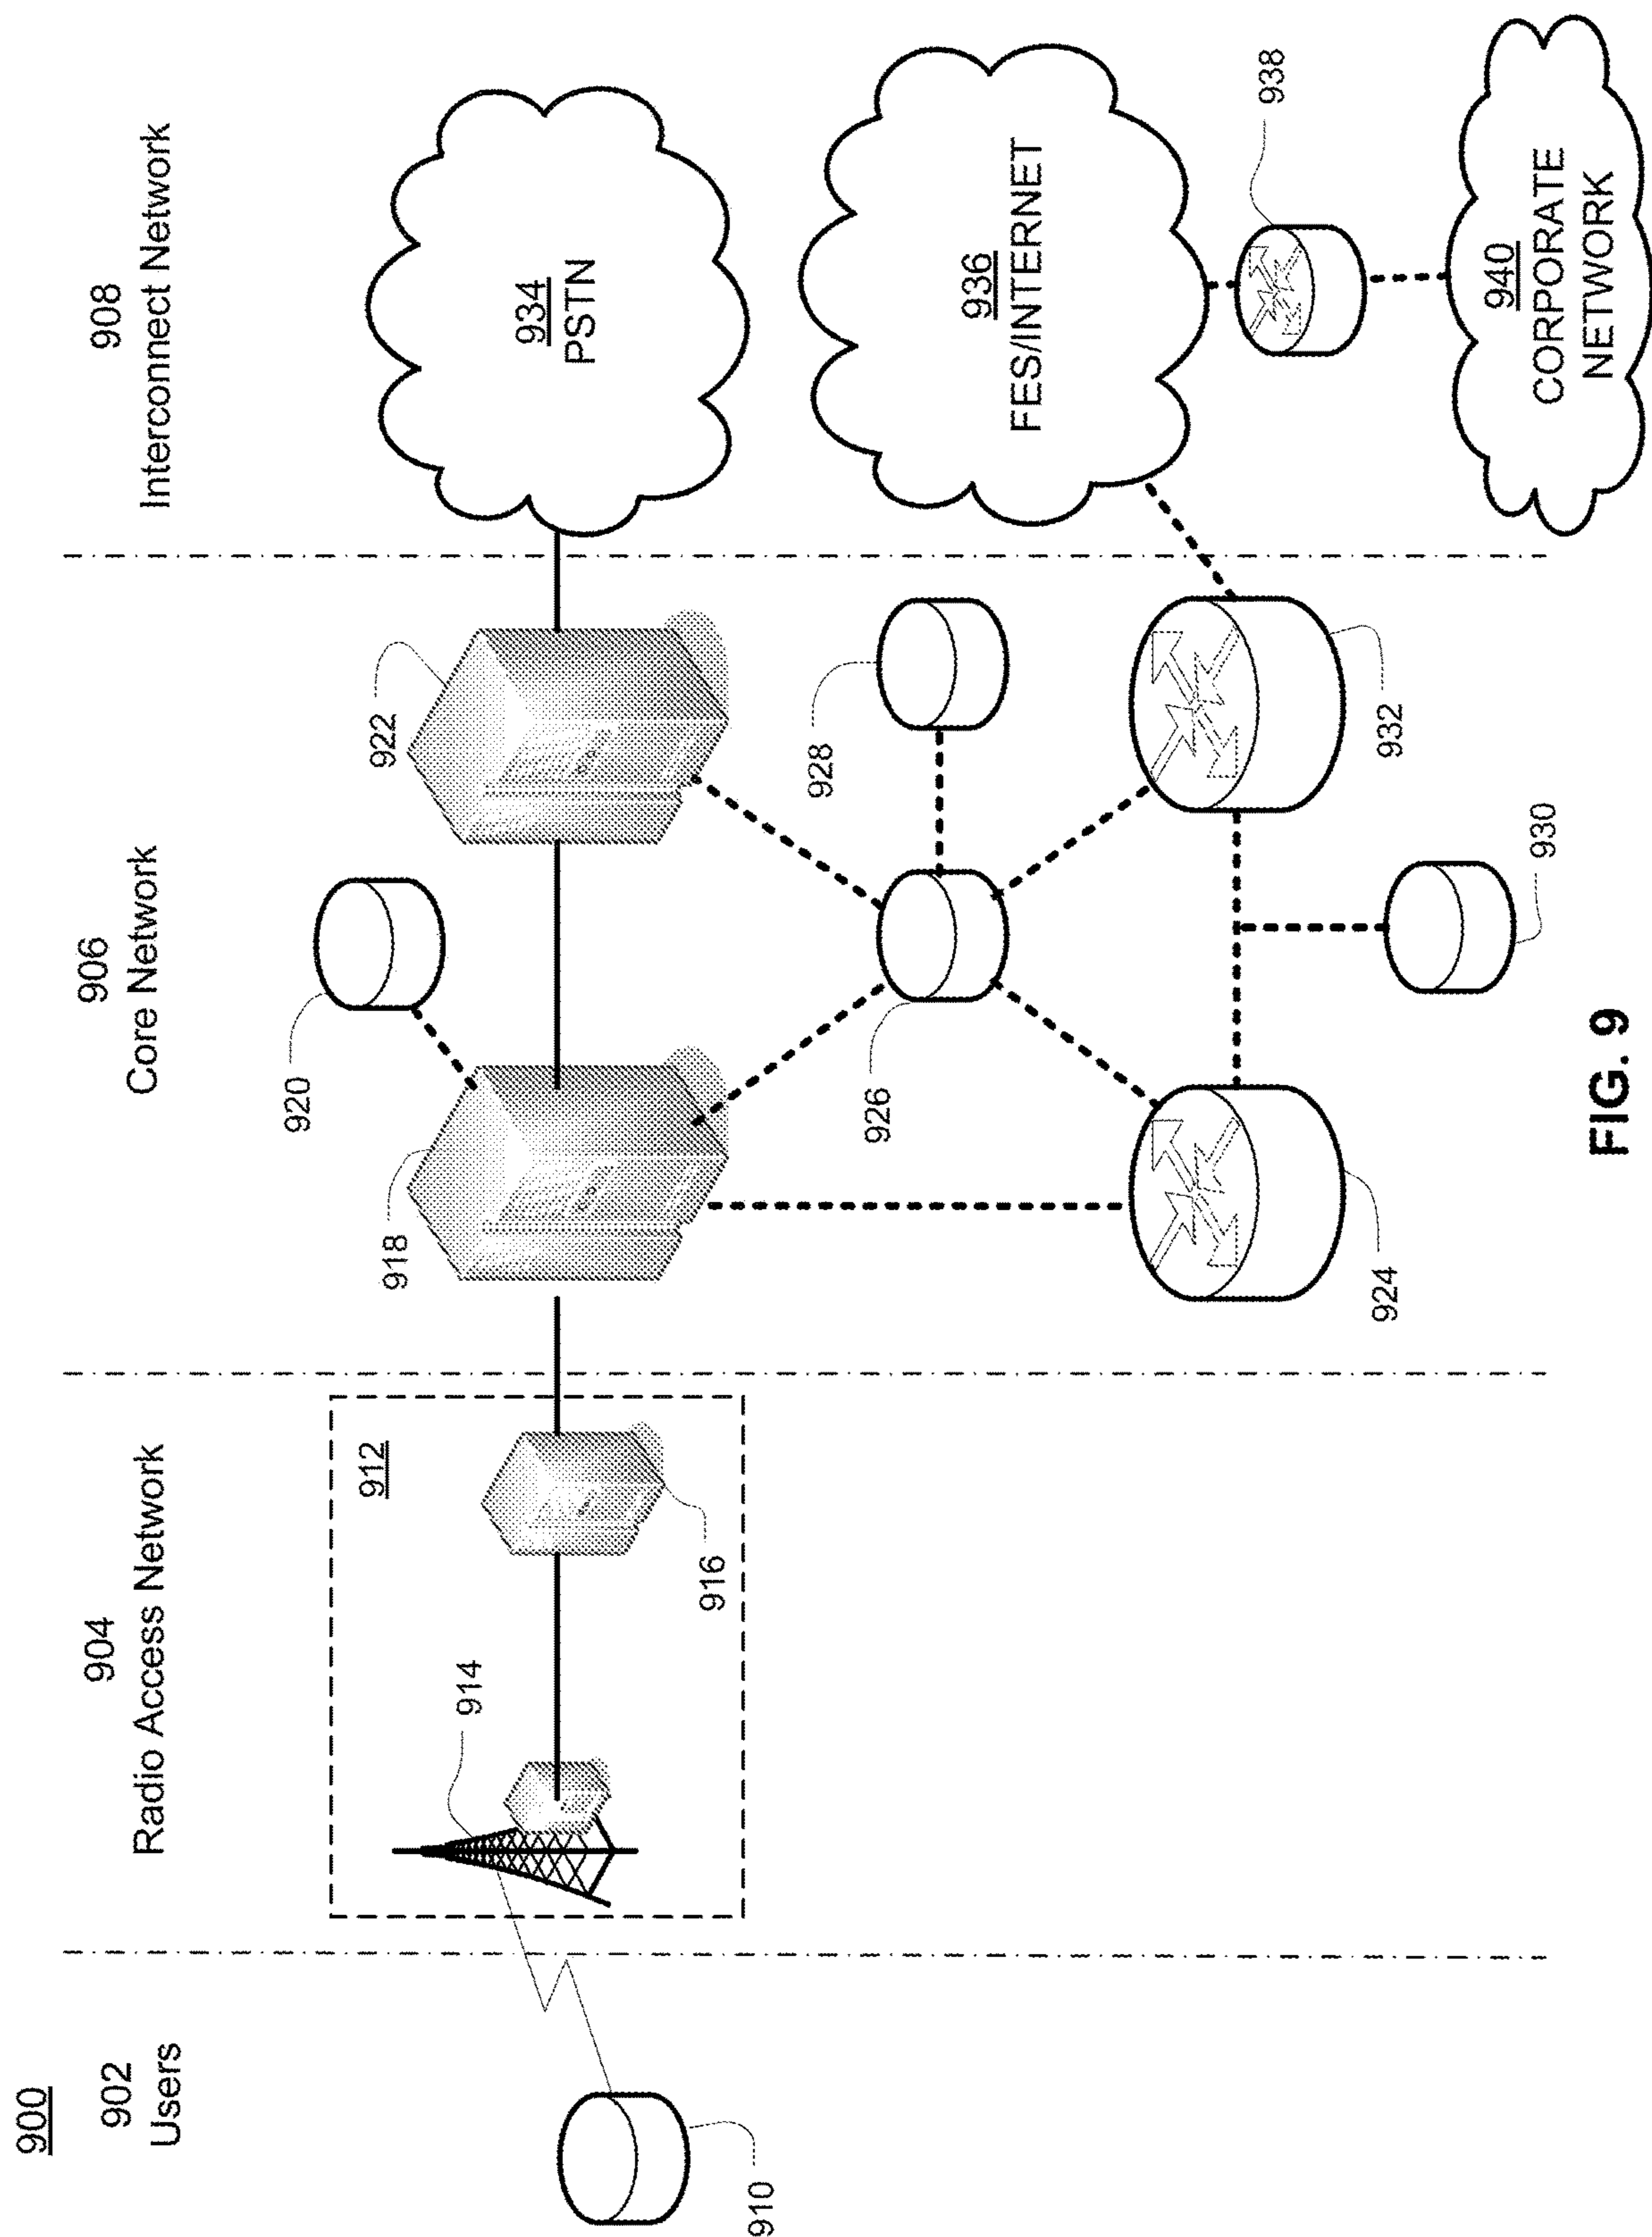 900
902
Users
904
Radio Access Network
906
Core Network
908
Interconnect Network
910
912
914
916
918
920
922
924
926
928
930
932
934
PSTN
936
FES/INTERNET
938
940
CORPORATE
NETWORK
FIG. 9